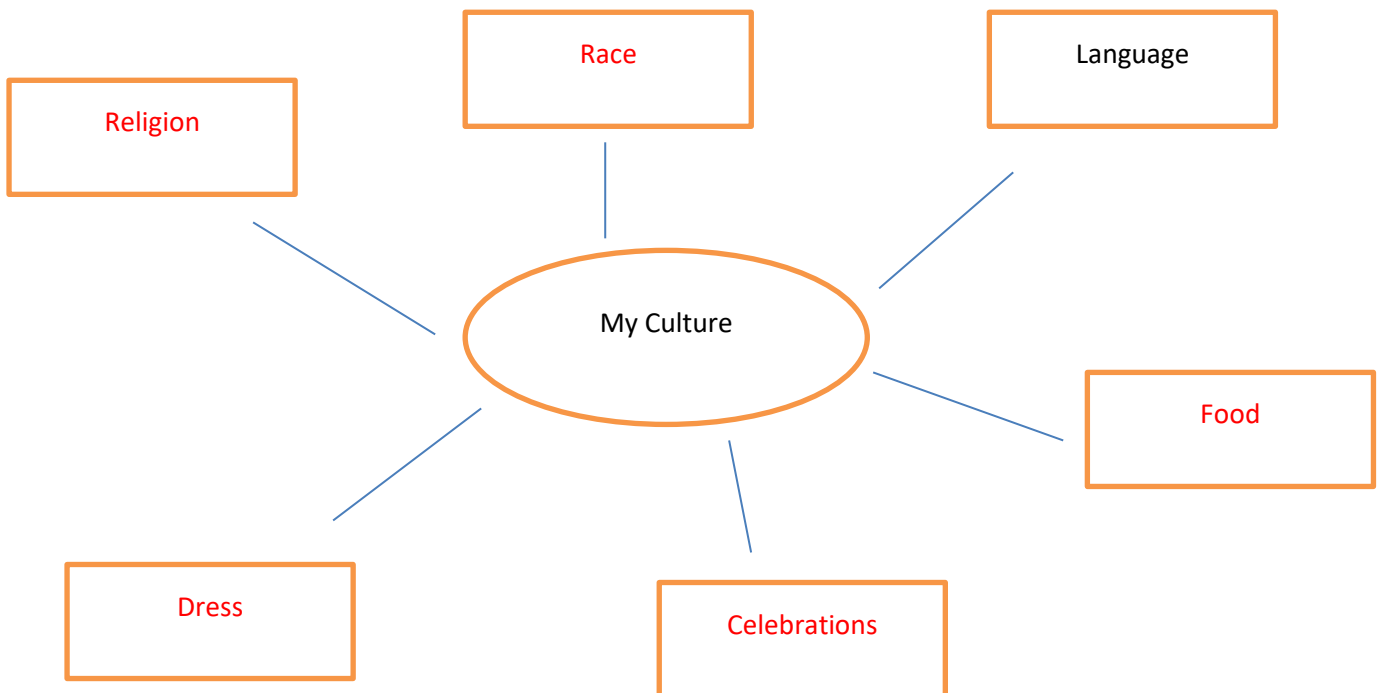 Race
Language
Religion
My Culture
Food
Dress
Celebrations